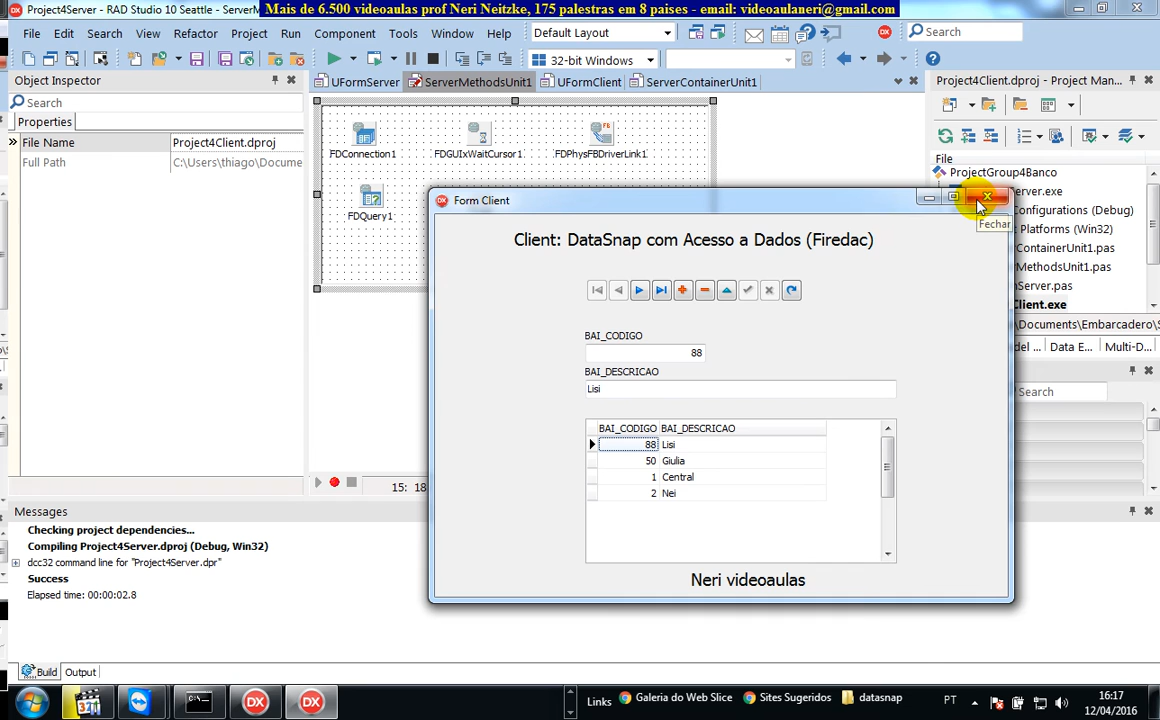 Project4Server - RAD Studio 10 Seattle - ServerM
Mais de 6.500 videoaulas prof Neri Neitzke, 175 palestras em 8 paises - email: videoaulaneri@gmail.com
File Edit Search View Refactor Project Run Component Tools Window Help
Default Layout
Search
32-bit Windows
Object Inspector
UFormServer ServerMethodsUnit1 UFormClient ServerContainerUnit1
Project4Client.dproj - Project Man...
Search
Properties
File Name Project4Client.dproj
Full Path C:\Users\thiago\Docume
FDConnection1 FDGUIxWaitCursor1 FDPhysFBDriverLink1
FDQuery1
File
ProjectGroup4Banco
erver.exe
Configurations (Debug)
Platforms (Win32)
ContainerUnit1.pas
MethodsUnit1.pas
nServer.pas
Client.exe
\Documents\Embarcadero\S
del ... Data E... Multi-D...
Search
Form Client
Fechar
Client: DataSnap com Acesso a Dados (Firedac)
BAI_CODIGO
88
BAI_DESCRICAO
Lisi
BAI_CODIGO BAI_DESCRICAO
88 Lisi
50 Giulia
1 Central
2 Nei
Neri videoaulas
15: 18
Messages
Checking project dependencies...
Compiling Project4Server.dproj (Debug, Win32)
dcc32 command line for "Project4Server.dpr"
Success
Elapsed time: 00:00:02.8
Build Output
Links Galeria do Web Slice Sites Sugeridos datasnap
PT
16:17
12/04/2016